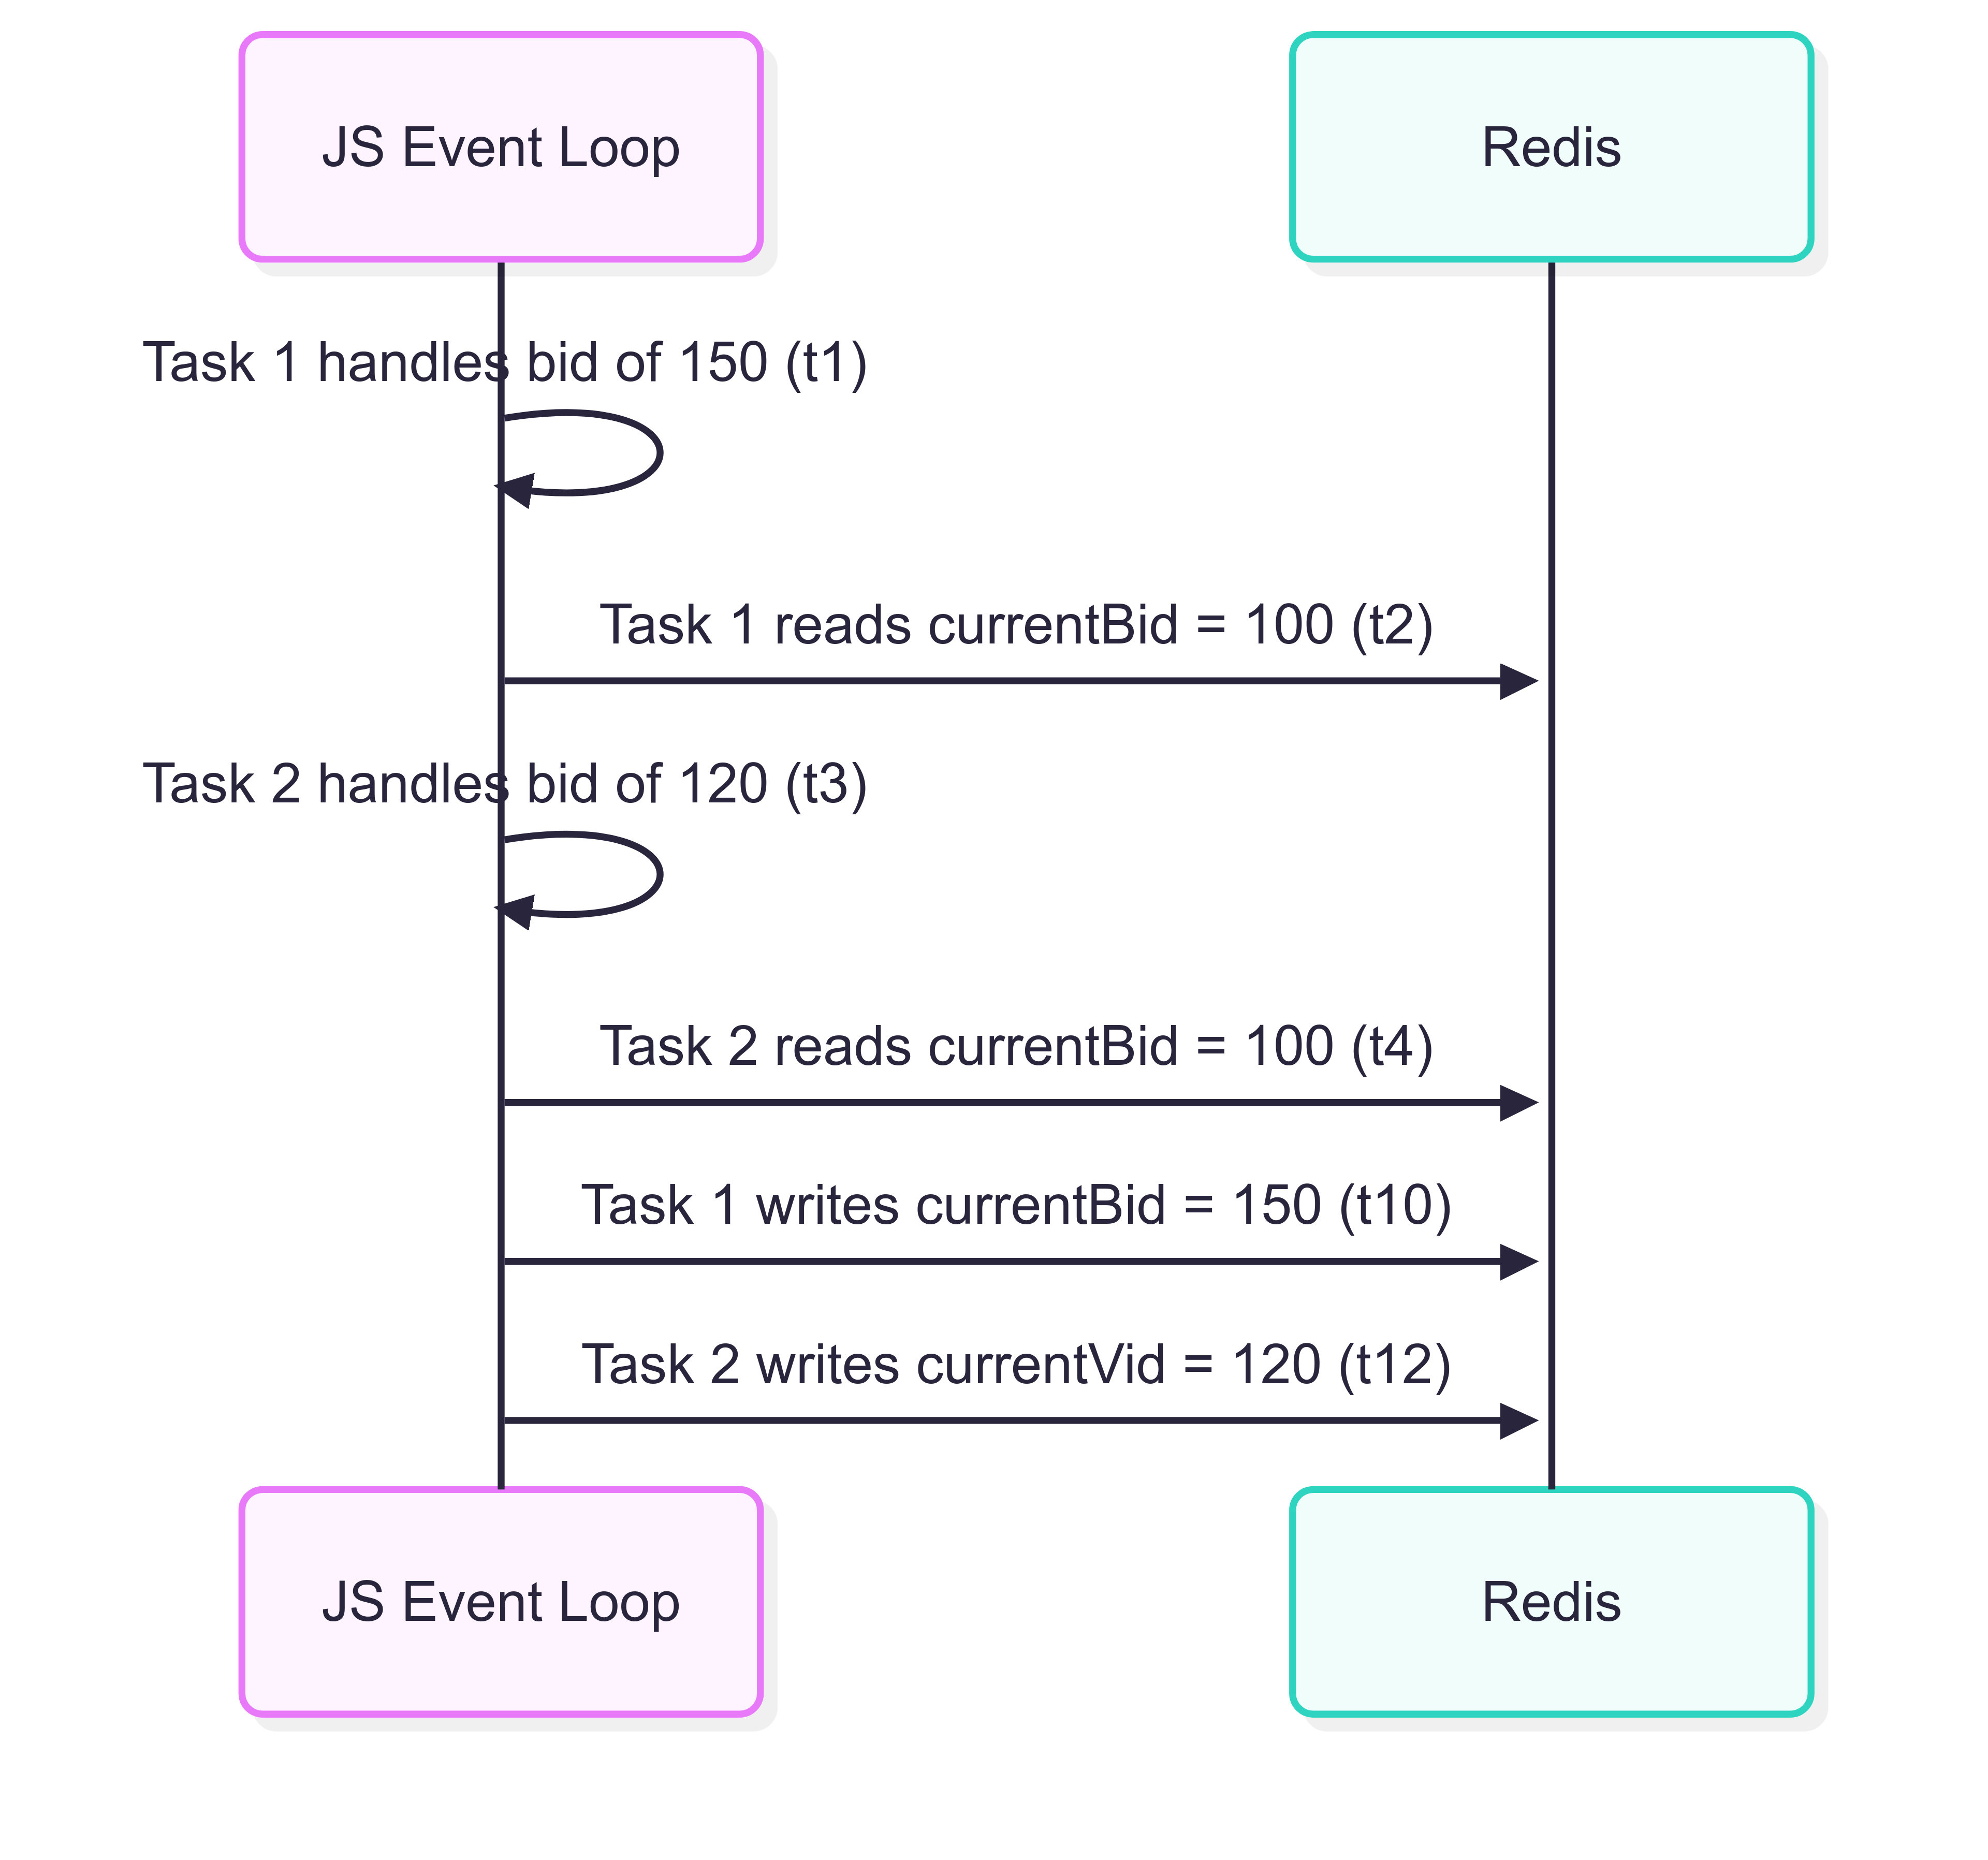 JS Event Loop
Redis
Task 1 handles bid of 150 (t1)
Task 1 reads currentBid = 100 (t2)
Task 2 handles bid of 120 (t3)
Task 2 reads currentBid = 100 (t4)
Task 1 writes currentBid = 150 (t10)
Task 2 writes currentVid = 120 (t12)
JS Event Loop
Redis